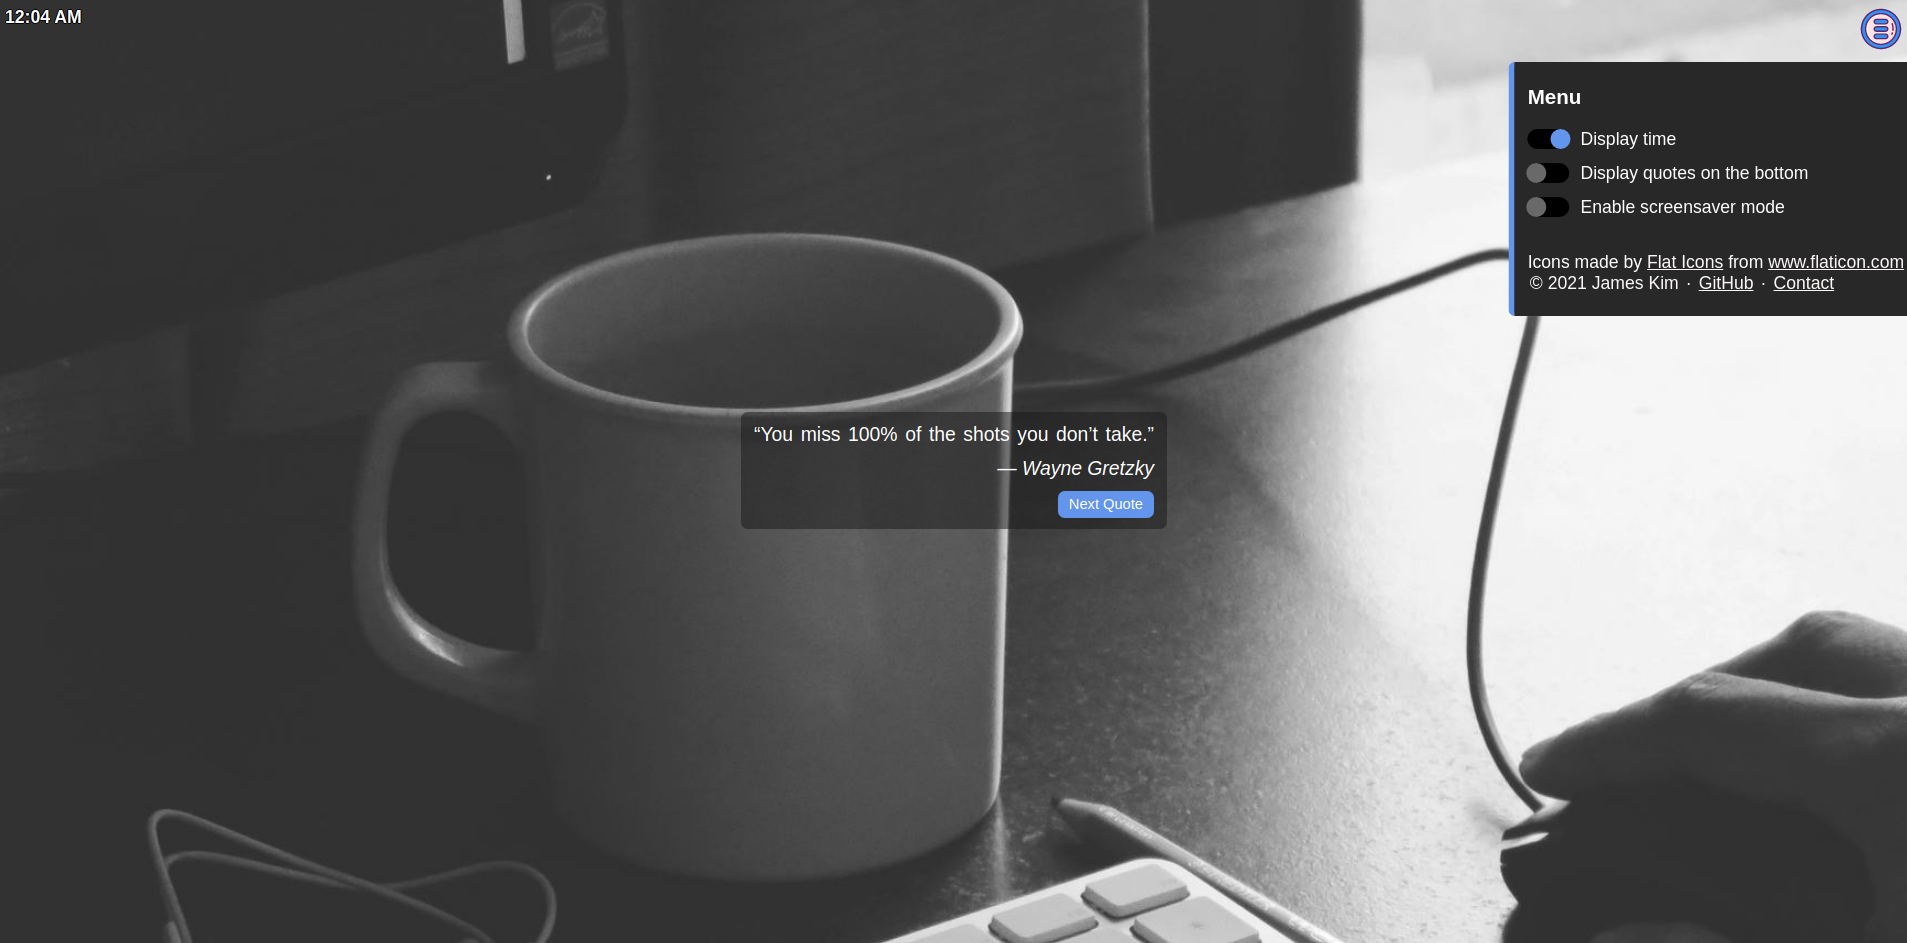 12:04 AM
Menu
Display time
Display quotes on the bottom
Enable screensaver mode
Icons made by Flat Icons from www.flaticon.com
© 2021 James Kim · GitHub · Contact
“You miss 100% of the shots you don’t take.”
— Wayne Gretzky
Next Quote